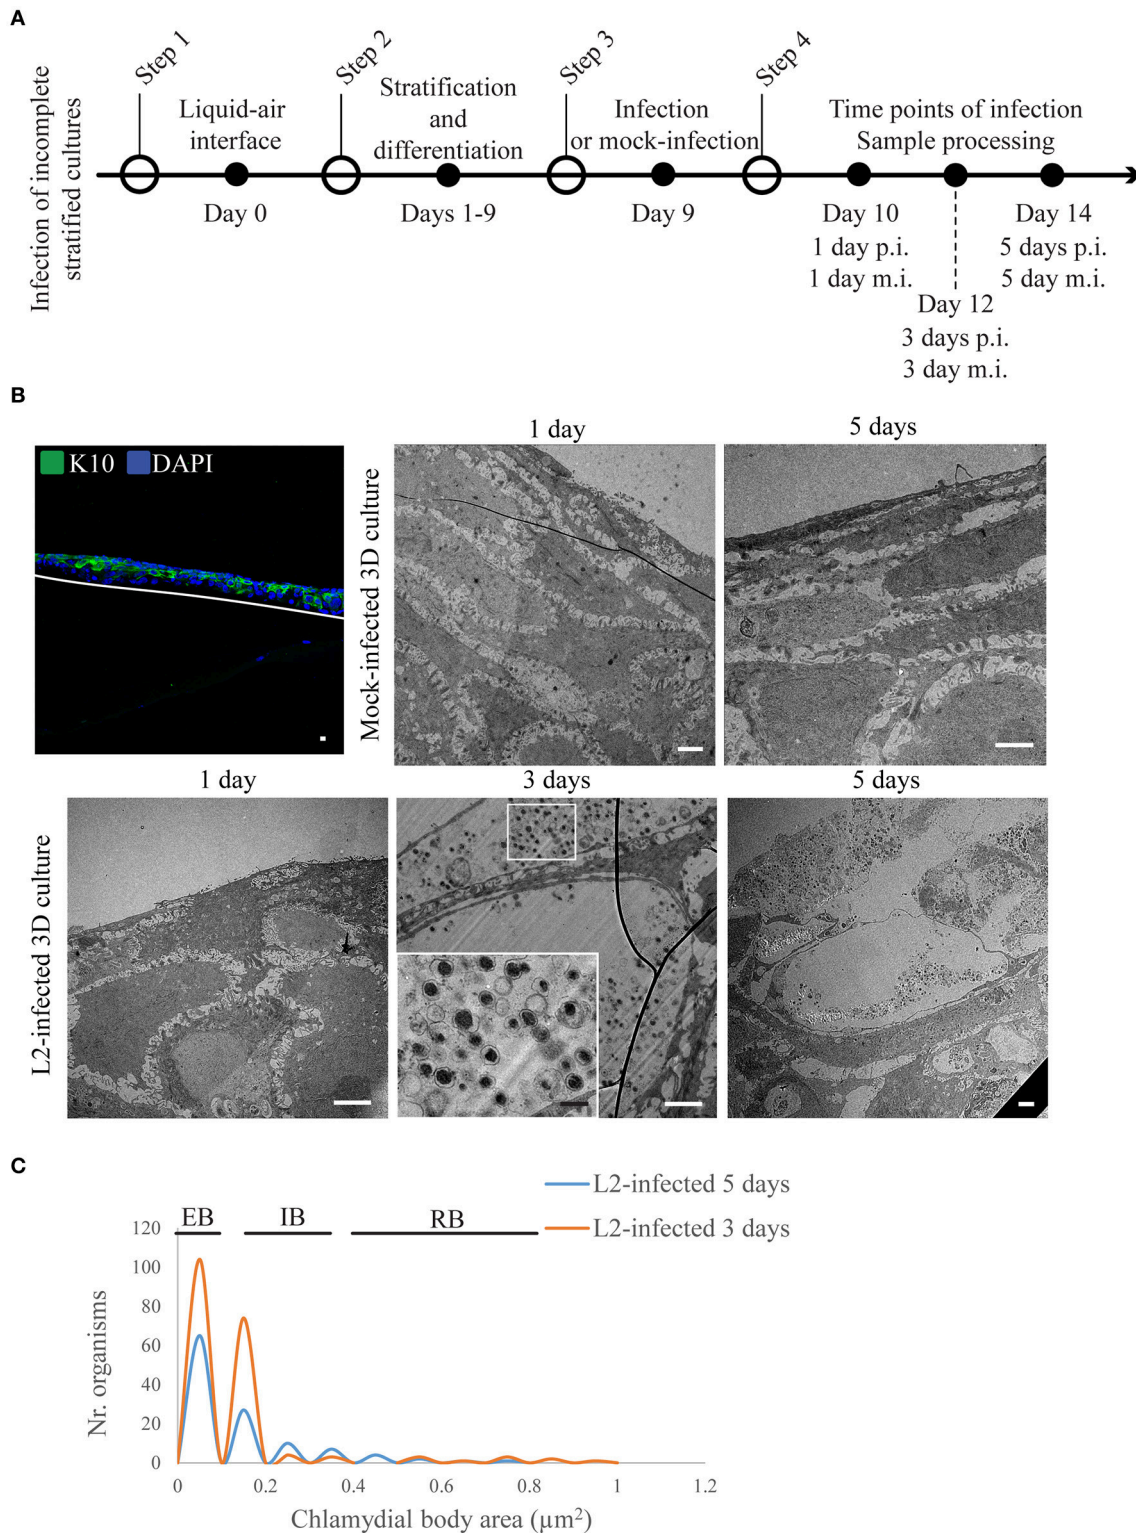 A
Infection of incomplete
stratified cultures
Step 1
Step 2
Step 3
Step 4
Liquid-air
interface
Stratification
and
differentiation
Infection
or mock-infection
Time points of infection
Sample processing
Day 0
Days 1-9
Day 9
Day 10
1 day p.i.
1 day m.i.
Day 12
3 days p.i.
3 day m.i.
Day 14
5 days p.i.
5 day m.i.
B
K10 DAPI
Mock-infected 3D culture
1 day
5 days
L2-infected 3D culture
1 day
3 days
5 days
C
L2-infected 5 days
L2-infected 3 days
EB
IB
RB
Nr. organisms
120
100
80
60
40
20
0
0 0.2 0.4 0.6 0.8 1 1.2
Chlamydial body area (µm²)